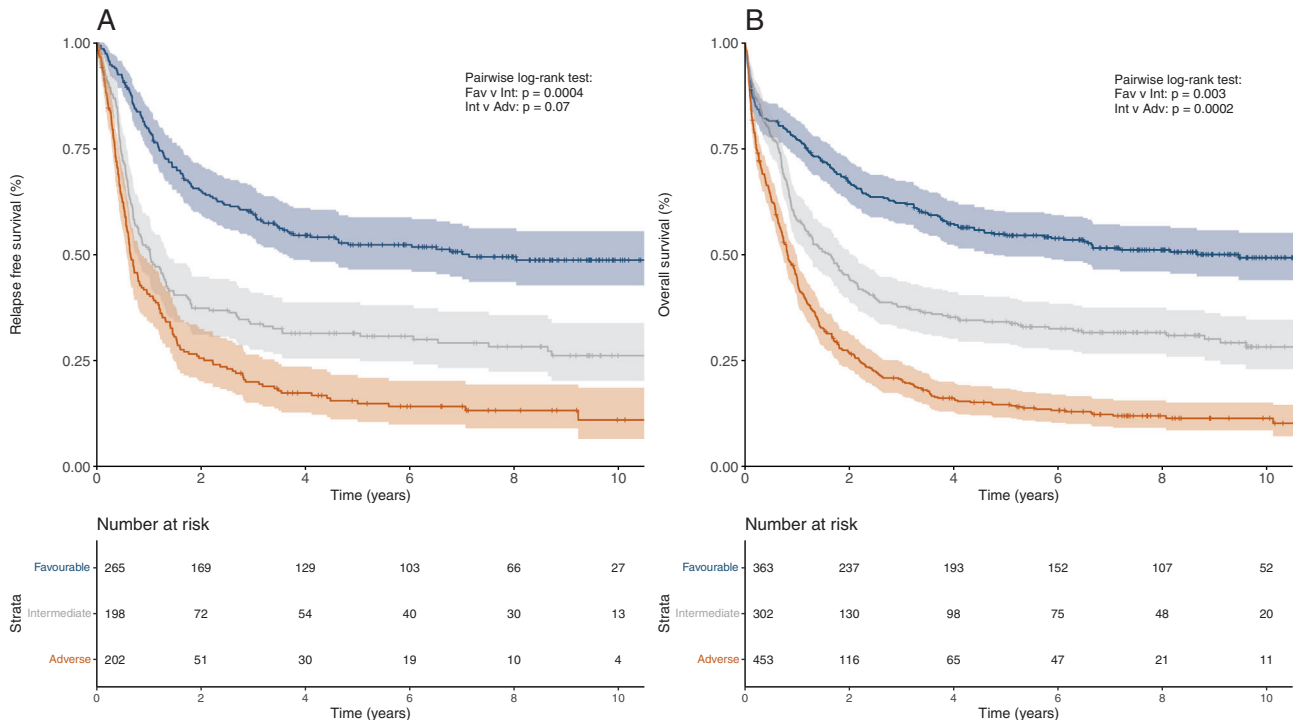 A
Pairwise log-rank test:
Fav v Int: p = 0.0004
Int v Adv: p = 0.07
Relapse free survival (%)
1.00
0.75
0.50
0.25
0.00
0 2 4 6 8 10
Time (years)
Number at risk
Strata
Favourable 265 169 129 103 66 27
Intermediate 198 72 54 40 30 13
Adverse 202 51 30 19 10 4
0 2 4 6 8 10
Time (years)
B
Pairwise log-rank test:
Fav v Int: p = 0.003
Int v Adv: p = 0.0002
Overall survival (%)
1.00
0.75
0.50
0.25
0.00
0 2 4 6 8 10
Time (years)
Number at risk
Strata
Favourable 363 237 193 152 107 52
Intermediate 302 130 98 75 48 20
Adverse 453 116 65 47 21 11
0 2 4 6 8 10
Time (years)